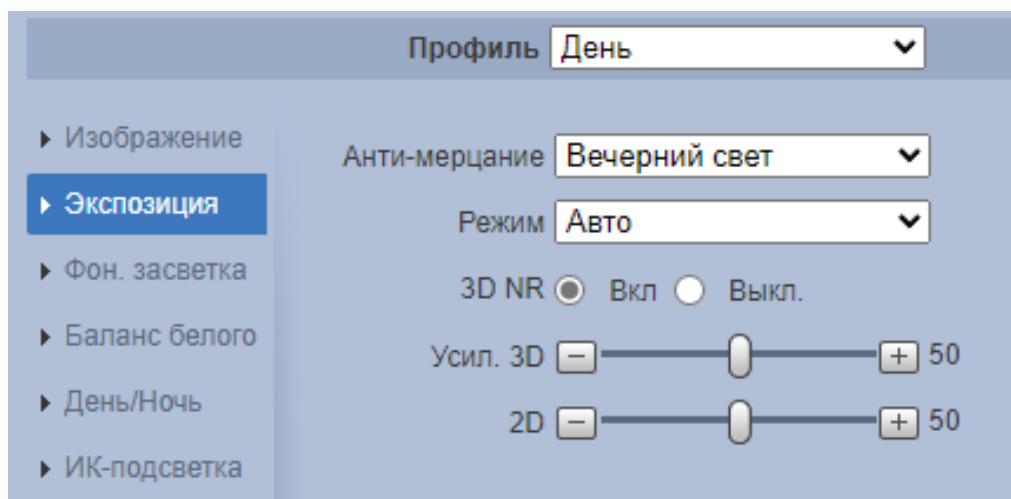 Профиль День
Изображение
Анти-мерцание Вечерний свет
Экспозиция
Режим Авто
Фон. засветка
3D NR Вкл Выкл.
Баланс белого
Усил. 3D - + 50
День/Ночь
2D - + 50
ИК-подсветка